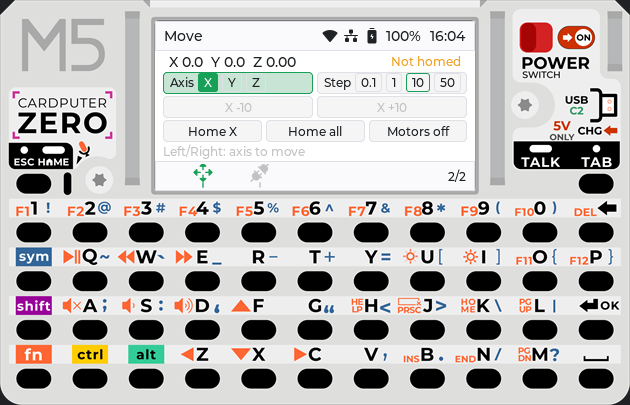 M5
Move 100% 16:04
X 0.0 Y 0.0 Z 0.00 Not homed
Axis X Y Z Step 0.1 1 10 50
X -10 X +10
Home X Home all Motors off
Left/Right: axis to move
2/2
CARDPUTER
ZERO
ESC HOME
ON
POWER
SWITCH
USB
C2
5V
ONLY
CHG
TALK TAB
F1 1 ! F2 2 @ F3 3 # F4 4 $ F5 5 % F6 6 ^ F7 7 & F8 8 * F9 9 ( F10 0 ) DEL
sym Q ~ W ` E _ R - T + Y = U [ I ] F11 O { F12 P }
shift A ; S : D , F G “ HELP H < PRSC J > HOME K \ PGUP L | OK
fn ctrl alt Z X C V , INS B . END N / PGDN M ?